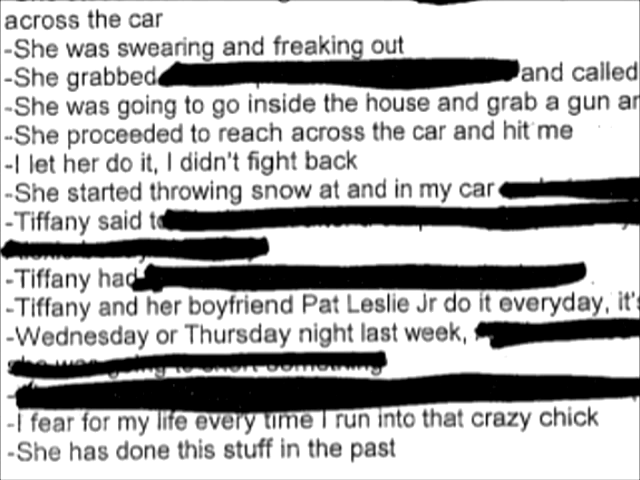 across the car
-She was swearing and freaking out
-She grabbed and called
-She was going to go inside the house and grab a gun
-She proceeded to reach across the car and hit me
-I let her do it, I didn't fight back
-She started throwing snow at and in my car
-Tiffany said
-Tiffany had
-Tiffany and her boyfriend Pat Leslie Jr do it everyday,
-Wednesday or Thursday night last week,
-I fear for my life every time I run into that crazy chick
-She has done this stuff in the past